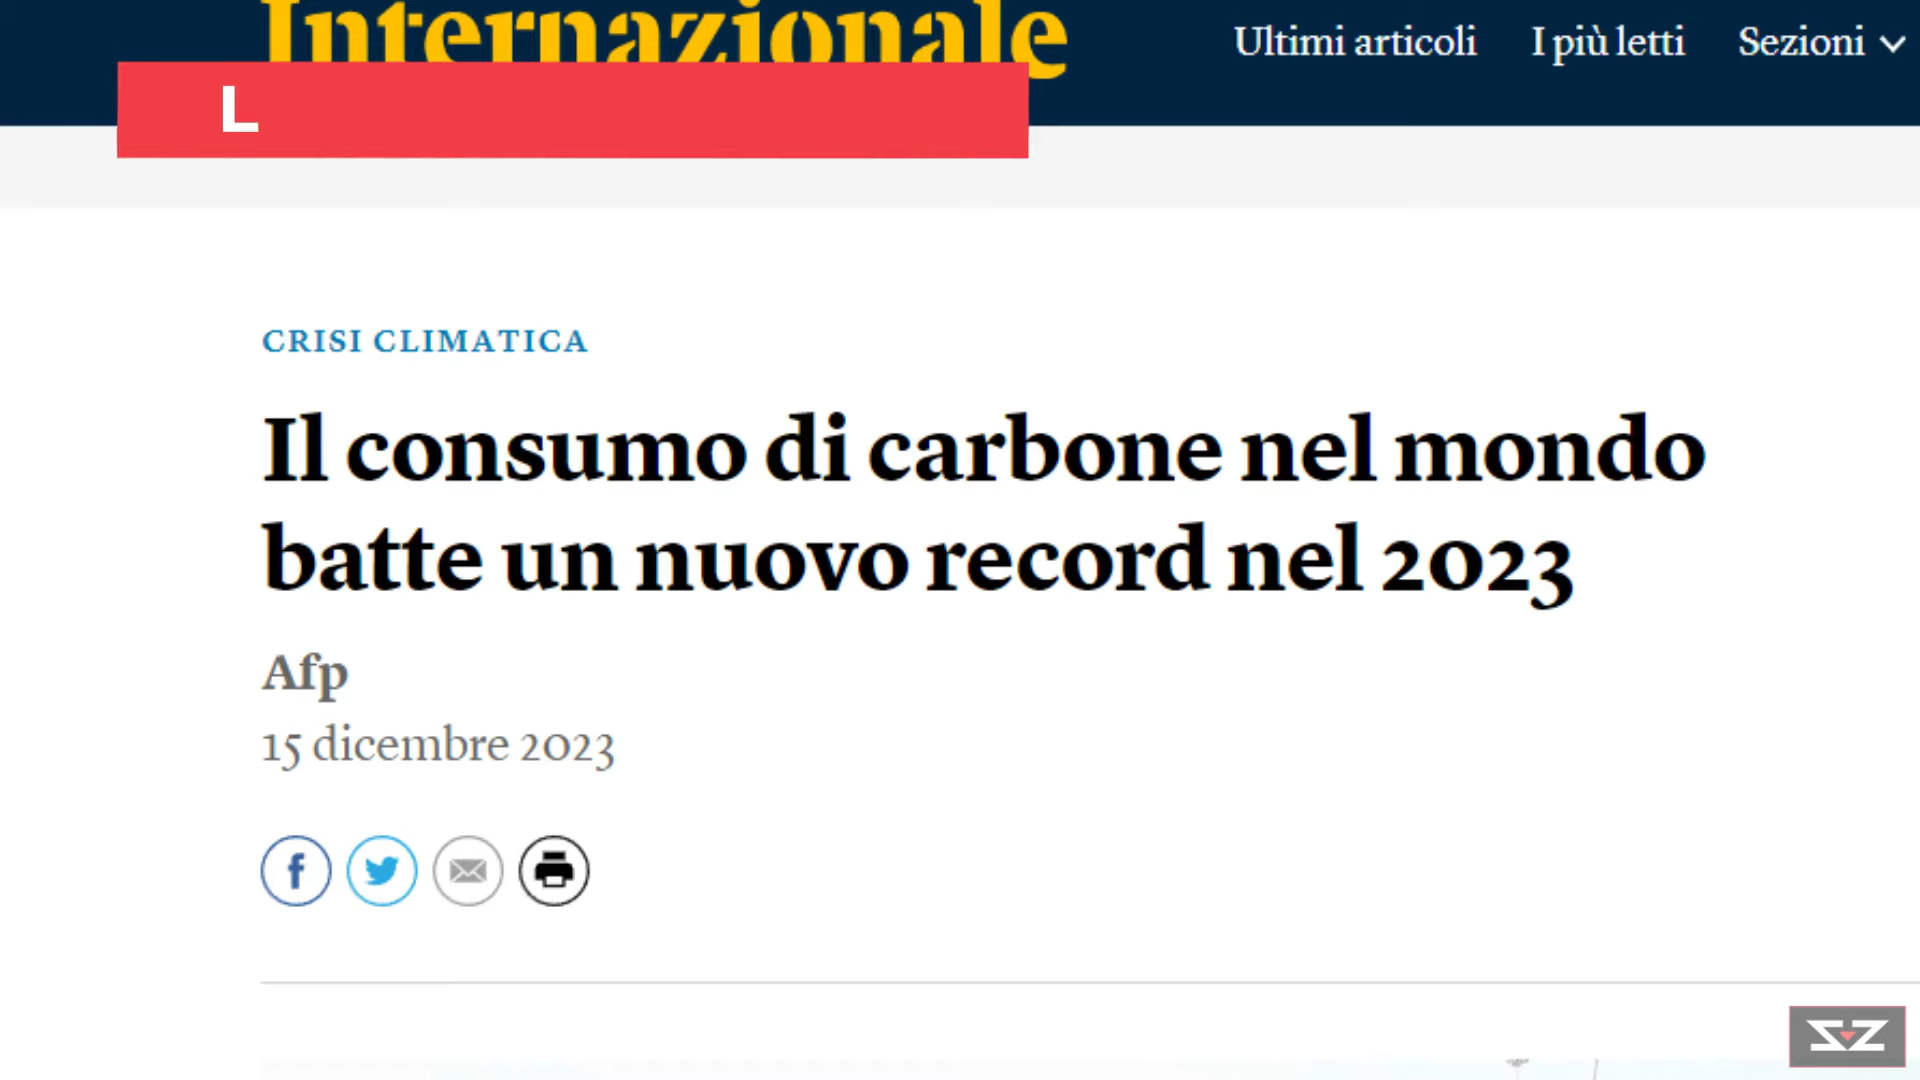 Internazionale
Ultimi articoli
I più letti
Sezioni
L
CRISI CLIMATICA
Il consumo di carbone nel mondo
batte un nuovo record nel 2023
Afp
15 dicembre 2023